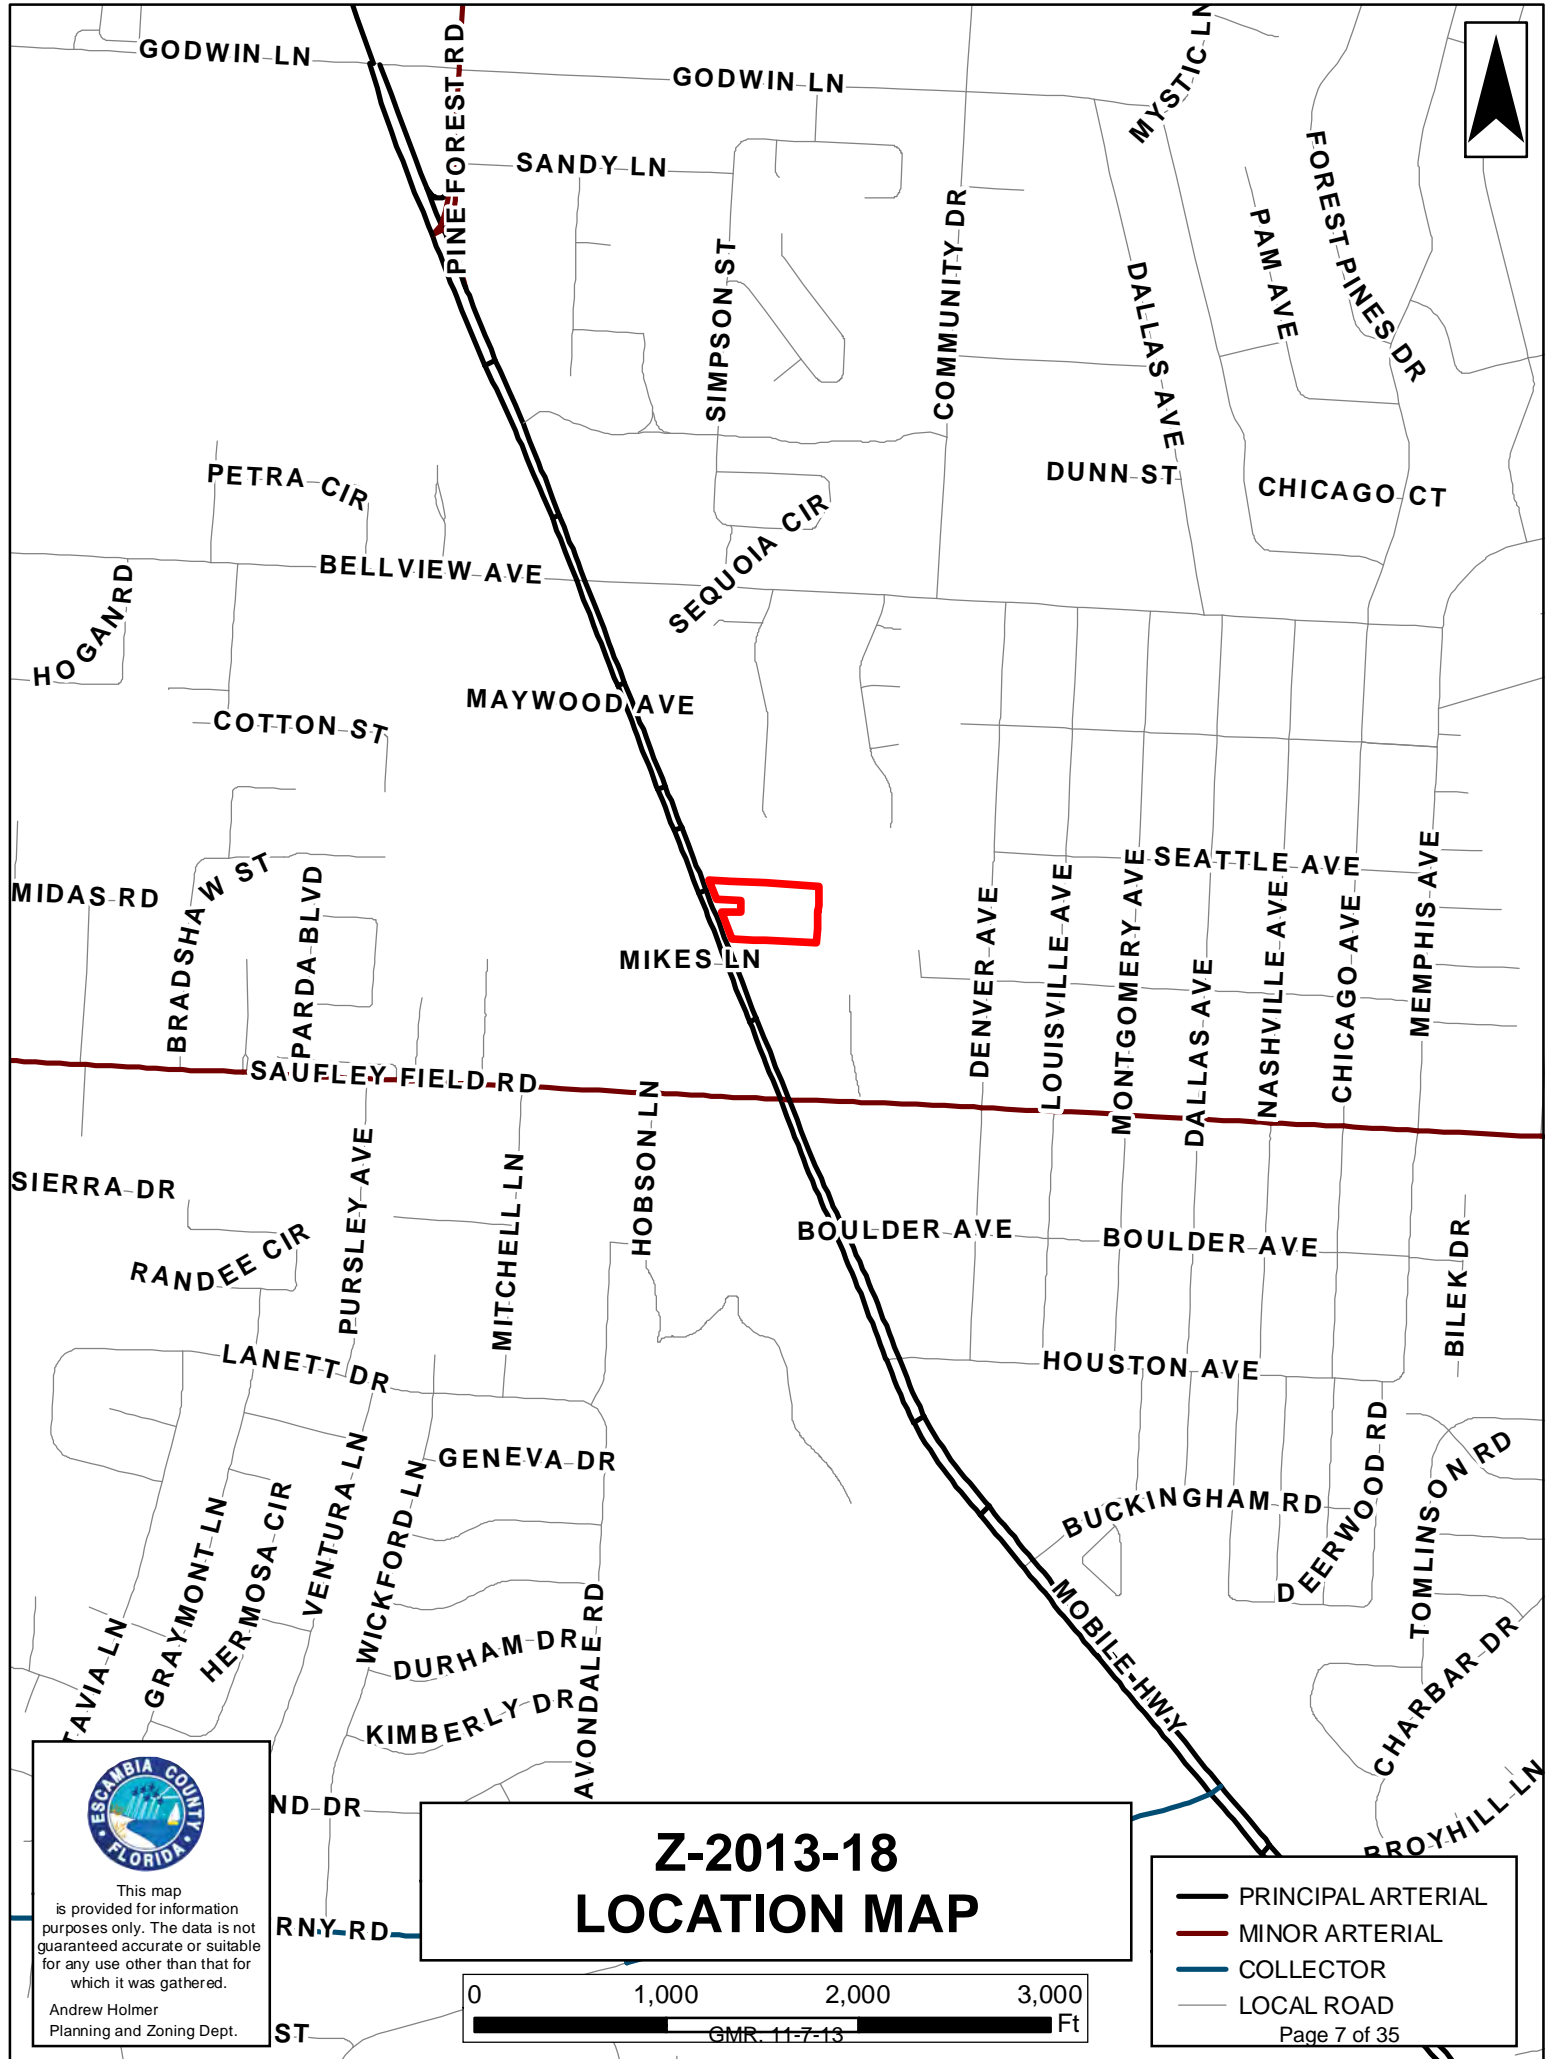 GODWIN LN
PINE FOREST RD
GODWIN LN
MYSTIC LN
SANDY LN
FOREST PINES DR
PAM AVE
COMMUNITY DR
SIMPSON ST
DALLAS AVE
PETRA CIR
DUNN ST
CHICAGO CT
SEQUOIA CIR
BELLVIEW AVE
HOGAN RD
MAYWOOD AVE
COTTON ST
MIDAS RD
BRADSHAW ST
PARDA BLVD
MIKES LN
SEATTLE AVE
DENVER AVE
LOUISVILLE AVE
MONTGOMERY AVE
DALLAS AVE
NASHVILLE AVE
CHICAGO AVE
MEMPHIS AVE
SAUFLEY FIELD RD
HOBSON LN
SIERRA DR
PURSLEY AVE
MITCHELL LN
RANDEE CIR
BOULDER AVE
BOULDER AVE
BILEK DR
LANETT DR
HOUSTON AVE
GENEVA DR
VENTURA LN
WICKFORD LN
HERMOSA CIR
GRAYMONT LN
TAVIA LN
BUCKINGHAM RD
DEERWOOD RD
TOMLINSON RD
DURHAM DR
KIMBERLY DR
AVONDALE RD
MOBILE HWY
CHARBAR DR
BROYHILL LN
ND DR
RNY RD
ST
ESCAMBIA COUNTY
FLORIDA
This map
is provided for information
purposes only. The data is not
guaranteed accurate or suitable
for any use other than that for
which it was gathered.
Andrew Holmer
Planning and Zoning Dept.
Z-2013-18
LOCATION MAP
0 1,000 2,000 3,000
Ft
GMR: 11-7-13
PRINCIPAL ARTERIAL
MINOR ARTERIAL
COLLECTOR
LOCAL ROAD
Page 7 of 35